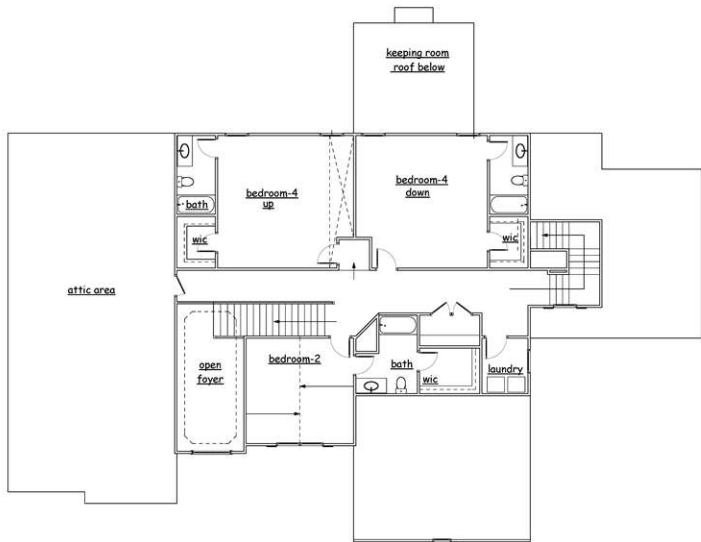 keeping room
roof below
bedroom-4
up
bedroom-4
down
bath
wic
wic
attic area
open
foyer
bedroom-2
bath
wic
laundry